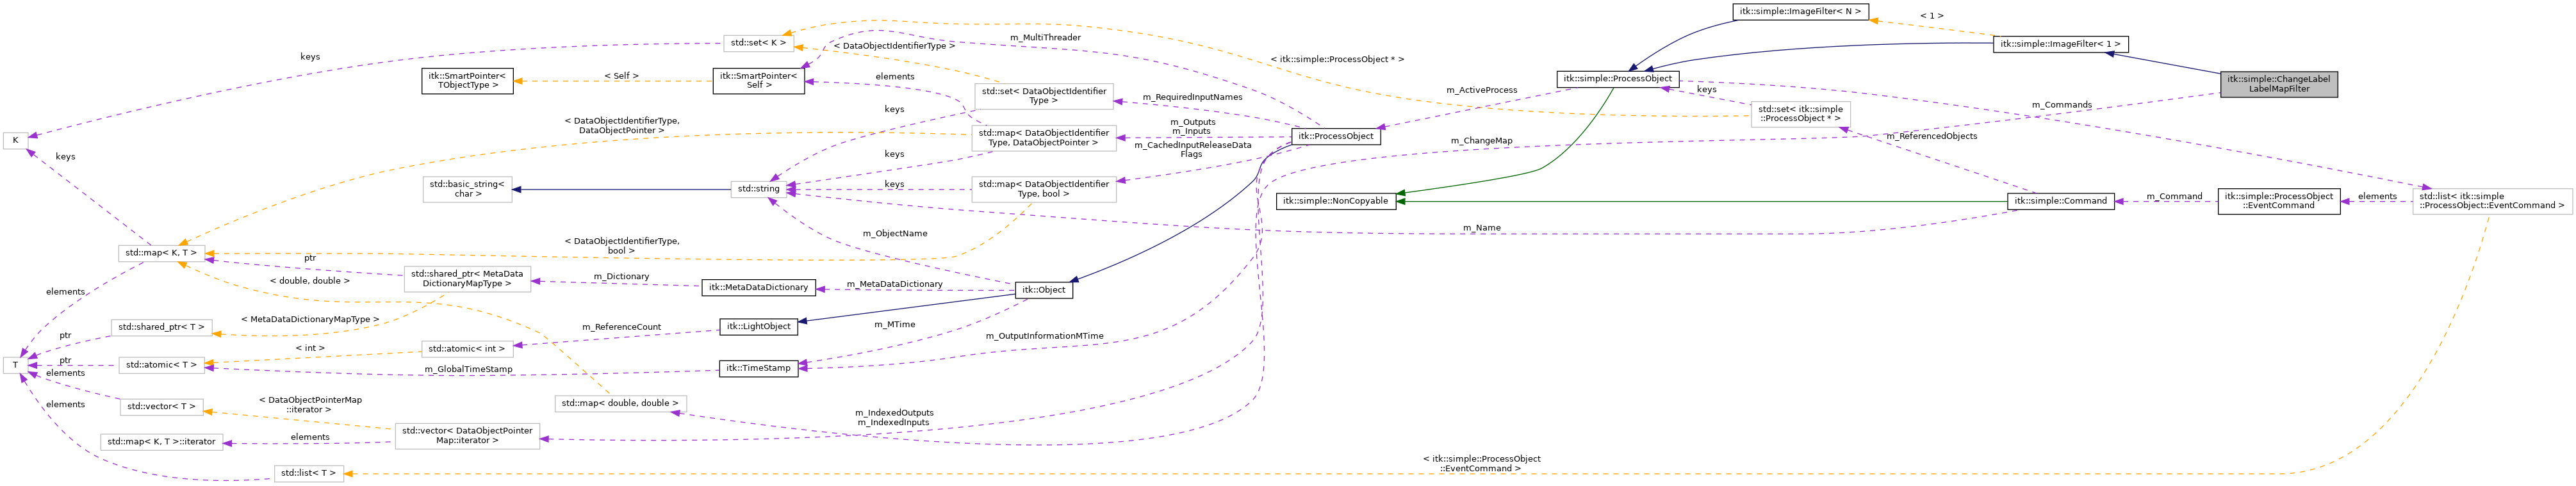 itk::simple::ImageFilter< N >
< 1 >
std::set< K >
m_MultiThreader
itk::simple::ImageFilter< 1 >
< DataObjectIdentifierType >
keys
< itk::simple::ProcessObject * >
itk::SmartPointer<
TObjectType >
< Self >
itk::SmartPointer<
Self >
elements
itk::simple::ProcessObject
itk::simple::ChangeLabel
LabelMapFilter
std::set< DataObjectIdentifier
Type >
m_RequiredInputNames
m_ActiveProcess
keys
m_Commands
std::set< itk::simple
::ProcessObject * >
keys
< DataObjectIdentifierType,
DataObjectPointer >
m_Outputs
m_Inputs
K
std::map< DataObjectIdentifier
Type, DataObjectPointer >
itk::ProcessObject
m_ChangeMap
m_ReferencedObjects
m_CachedInputReleaseData
Flags
keys
keys
std::basic_string<
char >
std::string
keys
std::map< DataObjectIdentifier
Type, bool >
itk::simple::NonCopyable
itk::simple::Command
m_Command
itk::simple::ProcessObject
::EventCommand
elements
std::list< itk::simple
::ProcessObject::EventCommand >
m_Name
m_ObjectName
< DataObjectIdentifierType,
bool >
std::map< K, T >
ptr
std::shared_ptr< MetaData
DictionaryMapType >
m_Dictionary
itk::MetaDataDictionary
m_MetaDataDictionary
itk::Object
< double, double >
elements
< MetaDataDictionaryMapType >
std::shared_ptr< T >
ptr
m_ReferenceCount
itk::LightObject
m_MTime
m_OutputInformationMTime
< int >
std::atomic< int >
ptr
T
std::atomic< T >
m_GlobalTimeStamp
itk::TimeStamp
elements
elements
std::vector< T >
< DataObjectPointerMap
::iterator >
std::map< double, double >
m_IndexedOutputs
m_IndexedInputs
std::map< K, T >::iterator
elements
std::vector< DataObjectPointer
Map::iterator >
std::list< T >
< itk::simple::ProcessObject
::EventCommand >